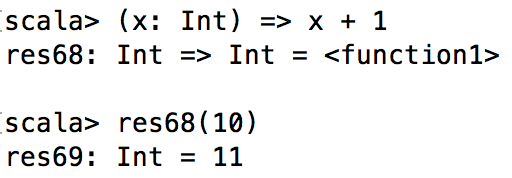 scala> (x: Int) => x + 1
res68: Int => Int = <function1>
scala> res68(10)
res69: Int = 11